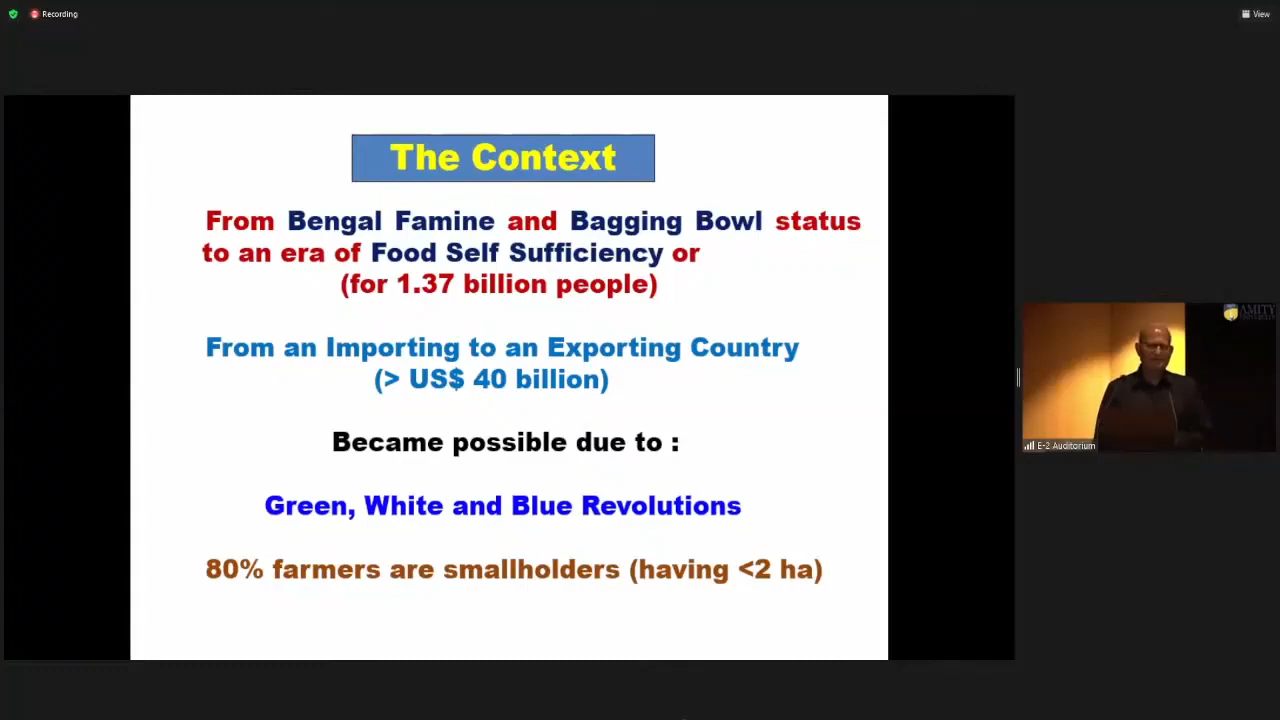 Recording
View
The Context
From Bengal Famine and Bagging Bowl status
to an era of Food Self Sufficiency or
(for 1.37 billion people)
From an Importing to an Exporting Country
(> US$ 40 billion)
Became possible due to :
Green, White and Blue Revolutions
80% farmers are smallholders (having <2 ha)
AMITY
UNIVERSITY
E-2 Auditorium